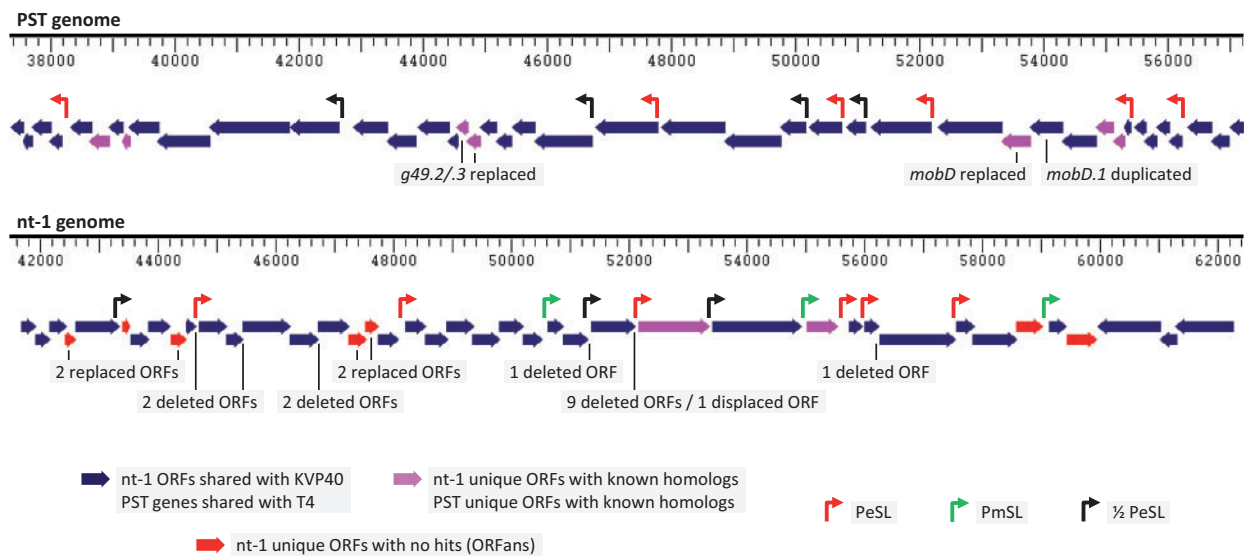 PST genome
38000 40000 42000 44000 46000 48000 50000 52000 54000 56000
g49.2/.3 replaced mobD replaced mobD.1 duplicated
nt-1 genome
42000 44000 46000 48000 50000 52000 54000 56000 58000 60000 62000
2 replaced ORFs 2 replaced ORFs 1 deleted ORF 1 deleted ORF
2 deleted ORFs 2 deleted ORFs 9 deleted ORFs / 1 displaced ORF
nt-1 ORFs shared with KVP40
PST genes shared with T4
nt-1 unique ORFs with known homologs
PST unique ORFs with known homologs
PeSL PmSL ½ PeSL
nt-1 unique ORFs with no hits (ORFans)